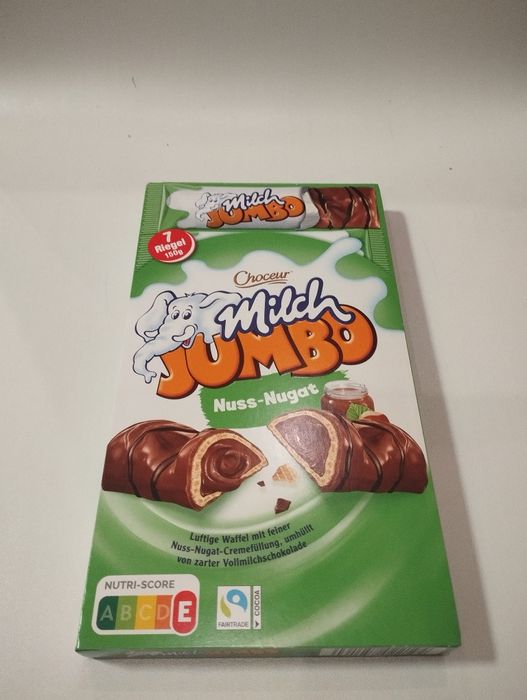 Milch
JUMBO
7
Riegel
150g
Choceur
Milch
JUMBO
Nuss-Nugat
Luftige Waffel mit feiner
Nuss-Nugat-Cremefüllung, umhüllt
von zarter Vollmilchschokolade
NUTRI-SCORE
A B C D E
FAIRTRADE
COCOA